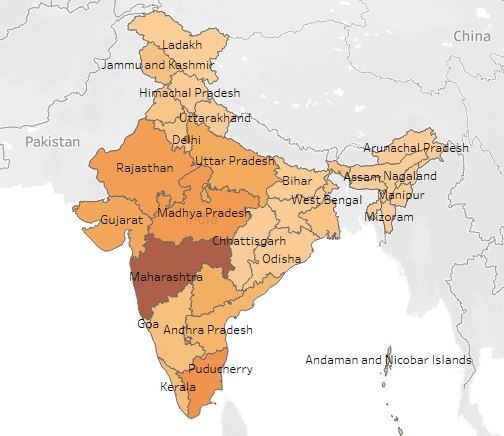 China
Ladakh
Jammu and Kashmir
Himachal Pradesh
Uttarakhand
Pakistan
Delhi
Arunachal Pradesh
Rajasthan
Uttar Pradesh
Bihar
Assam
Nagaland
Manipur
West Bengal
Mizoram
Gujarat
Madhya Pradesh
Chhattisgarh
Odisha
Maharashtra
Goa
Andhra Pradesh
Andaman and Nicobar Islands
Puducherry
Kerala